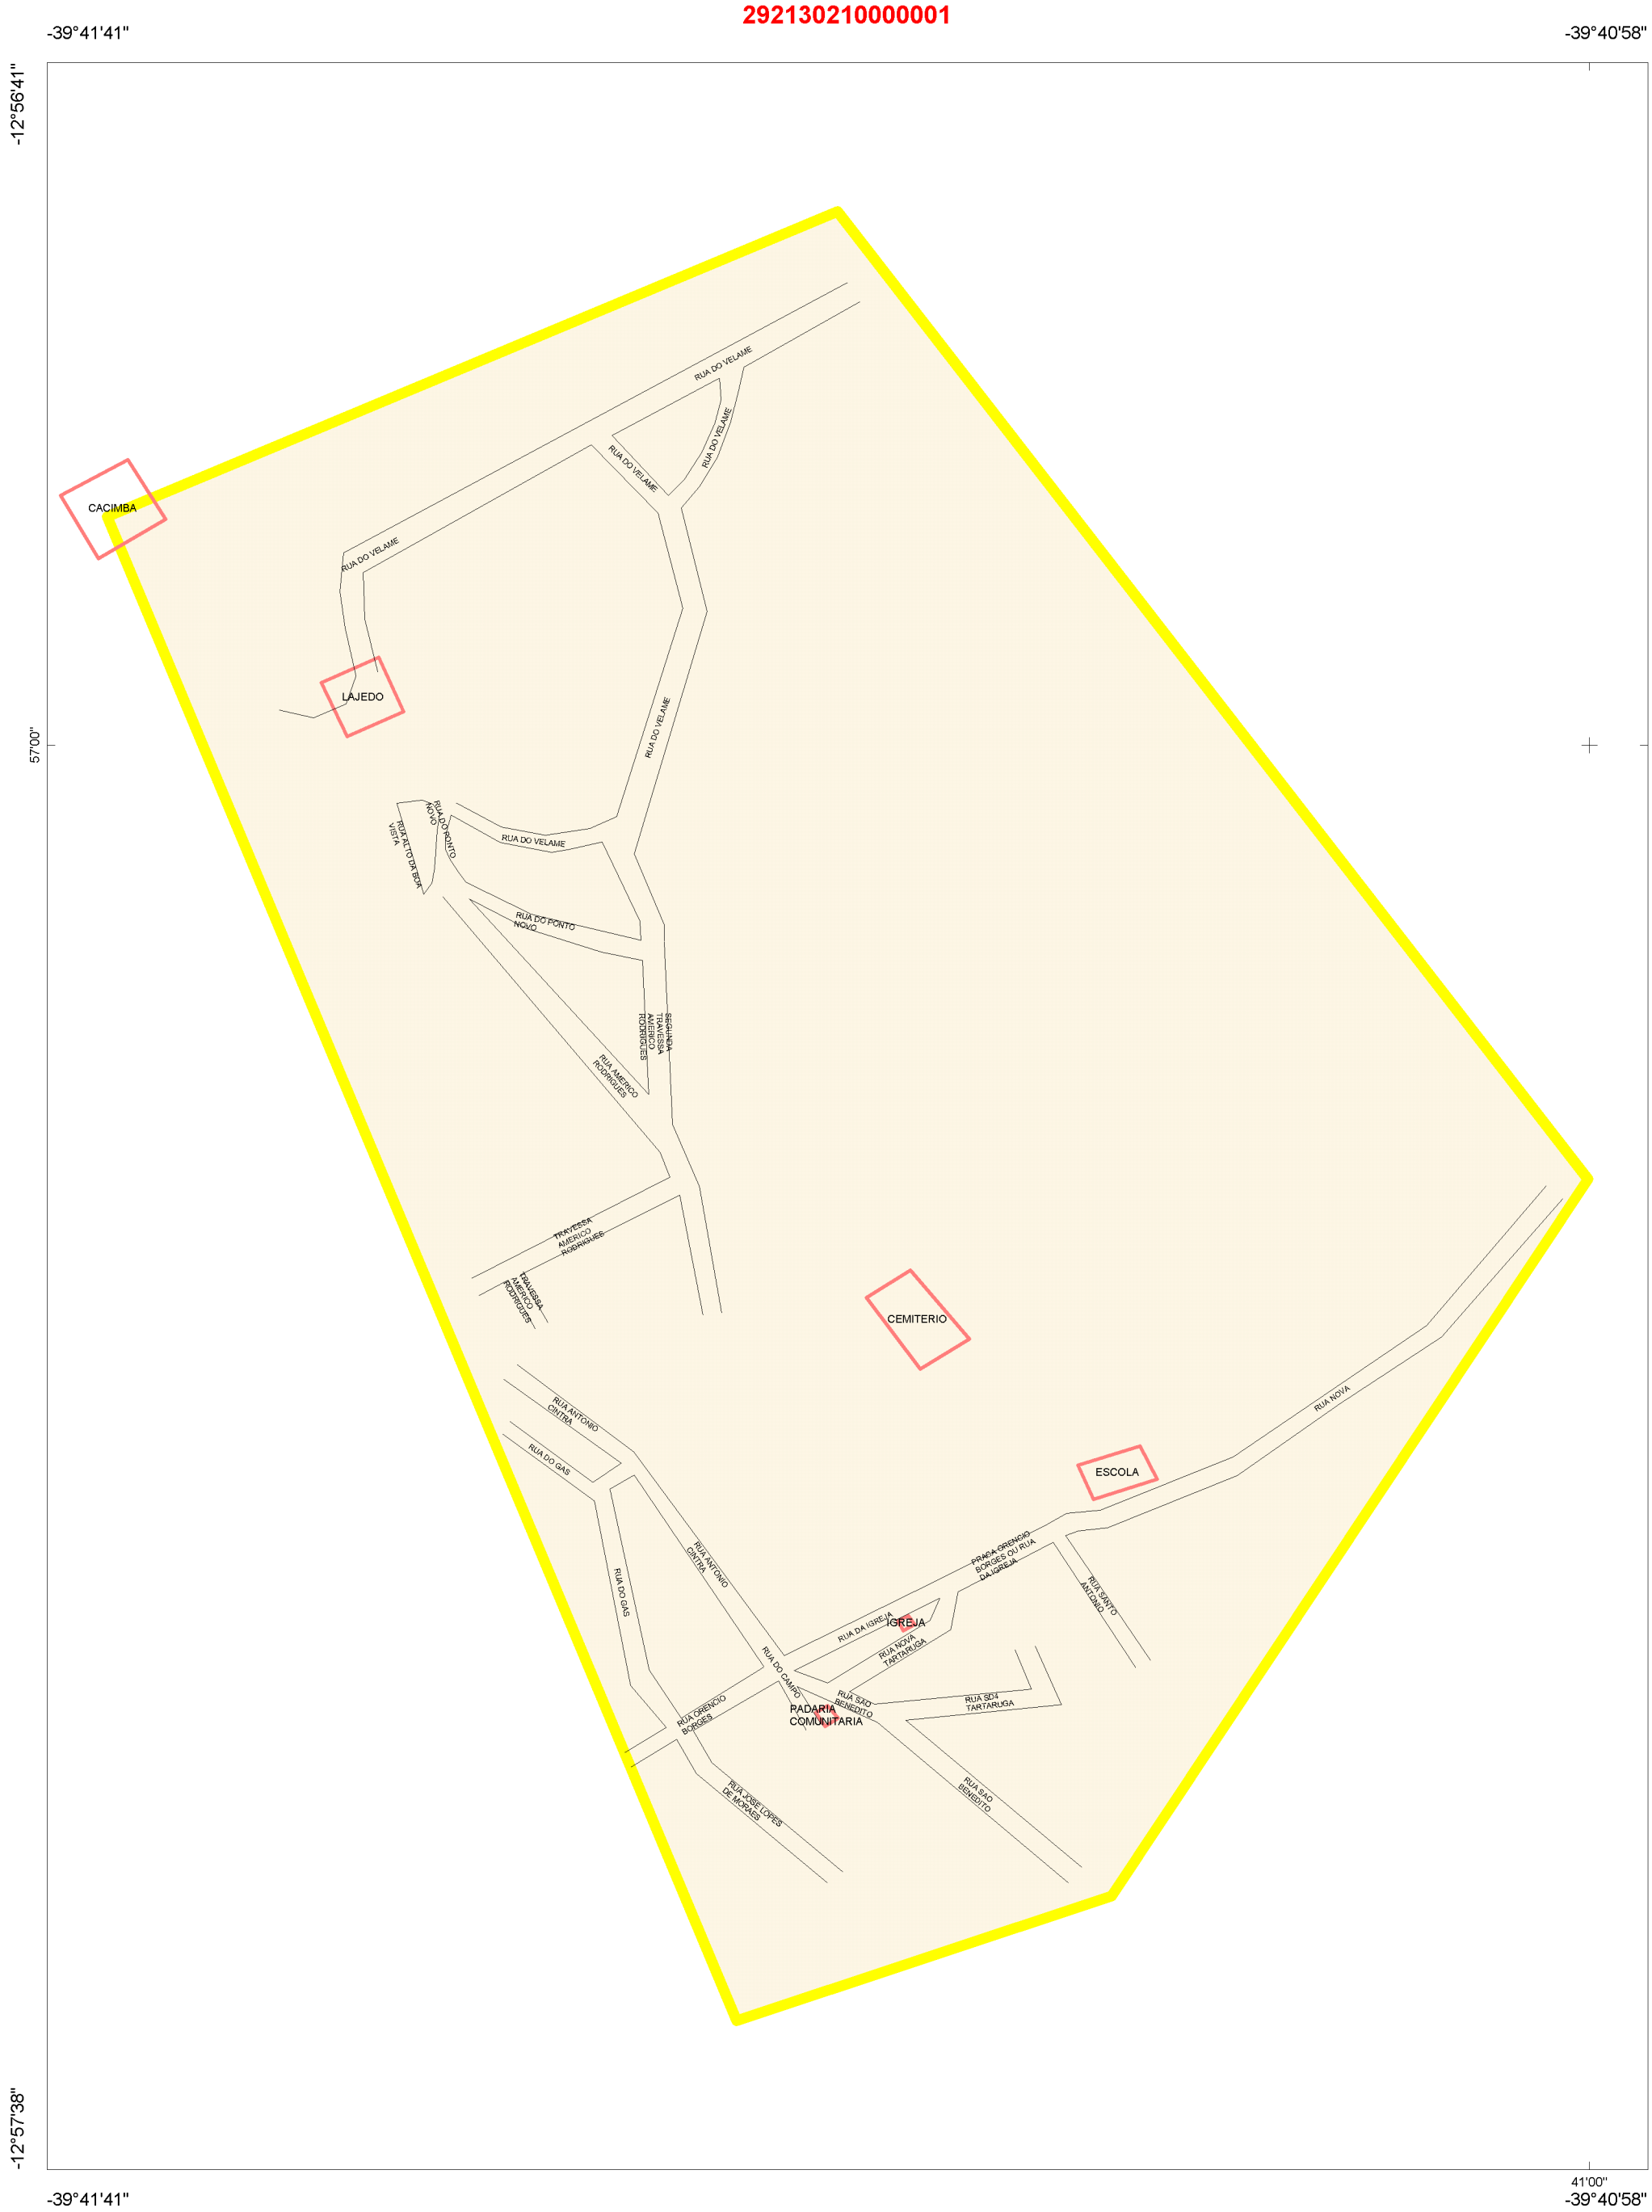 292130210000001
-39°41'41"
-39°40'58"
-12°56'41"
RUA DO VELAME
RUA DO VELAME
RUA DO VELAME
CACIMBA
RUA DO VELAME
LAJEDO
RUA DO VELAME
57'00"
RUA DO PONTO
NOVO
RUA ALTO DA BOA
VISTA
RUA DO VELAME
RUA DO PONTO
NOVO
SEGUNDA
TRAVESSA
AMERICO
RODRIGUES
RUA AMERICO
RODRIGUES
TRAVESSA
AMERICO
RODRIGUES
TRAVESSA
AMERICO
RODRIGUES
CEMITERIO
RUA NOVA
RUA ANTONIO
CINTRA
RUA DO GAS
ESCOLA
PRACA ORENCIO
BORGES OU RUA
DA IGREJA
RUA ANTONIO
CINTRA
RUA DO GAS
RUA SANTO
ANTONIO
IGREJA
RUA DA IGREJA
RUA NOVA
TARTARUGA
RUA DO CAMPO
RUA SAO
BENEDITO
RUA SD4
TARTARUGA
RUA ORENCIO
BORGES
PADARIA
COMUNITARIA
RUA JOSE LOPES
DE MORAES
RUA SAO
BENEDITO
-12°57'38"
41'00"
-39°41'41"
-39°40'58"